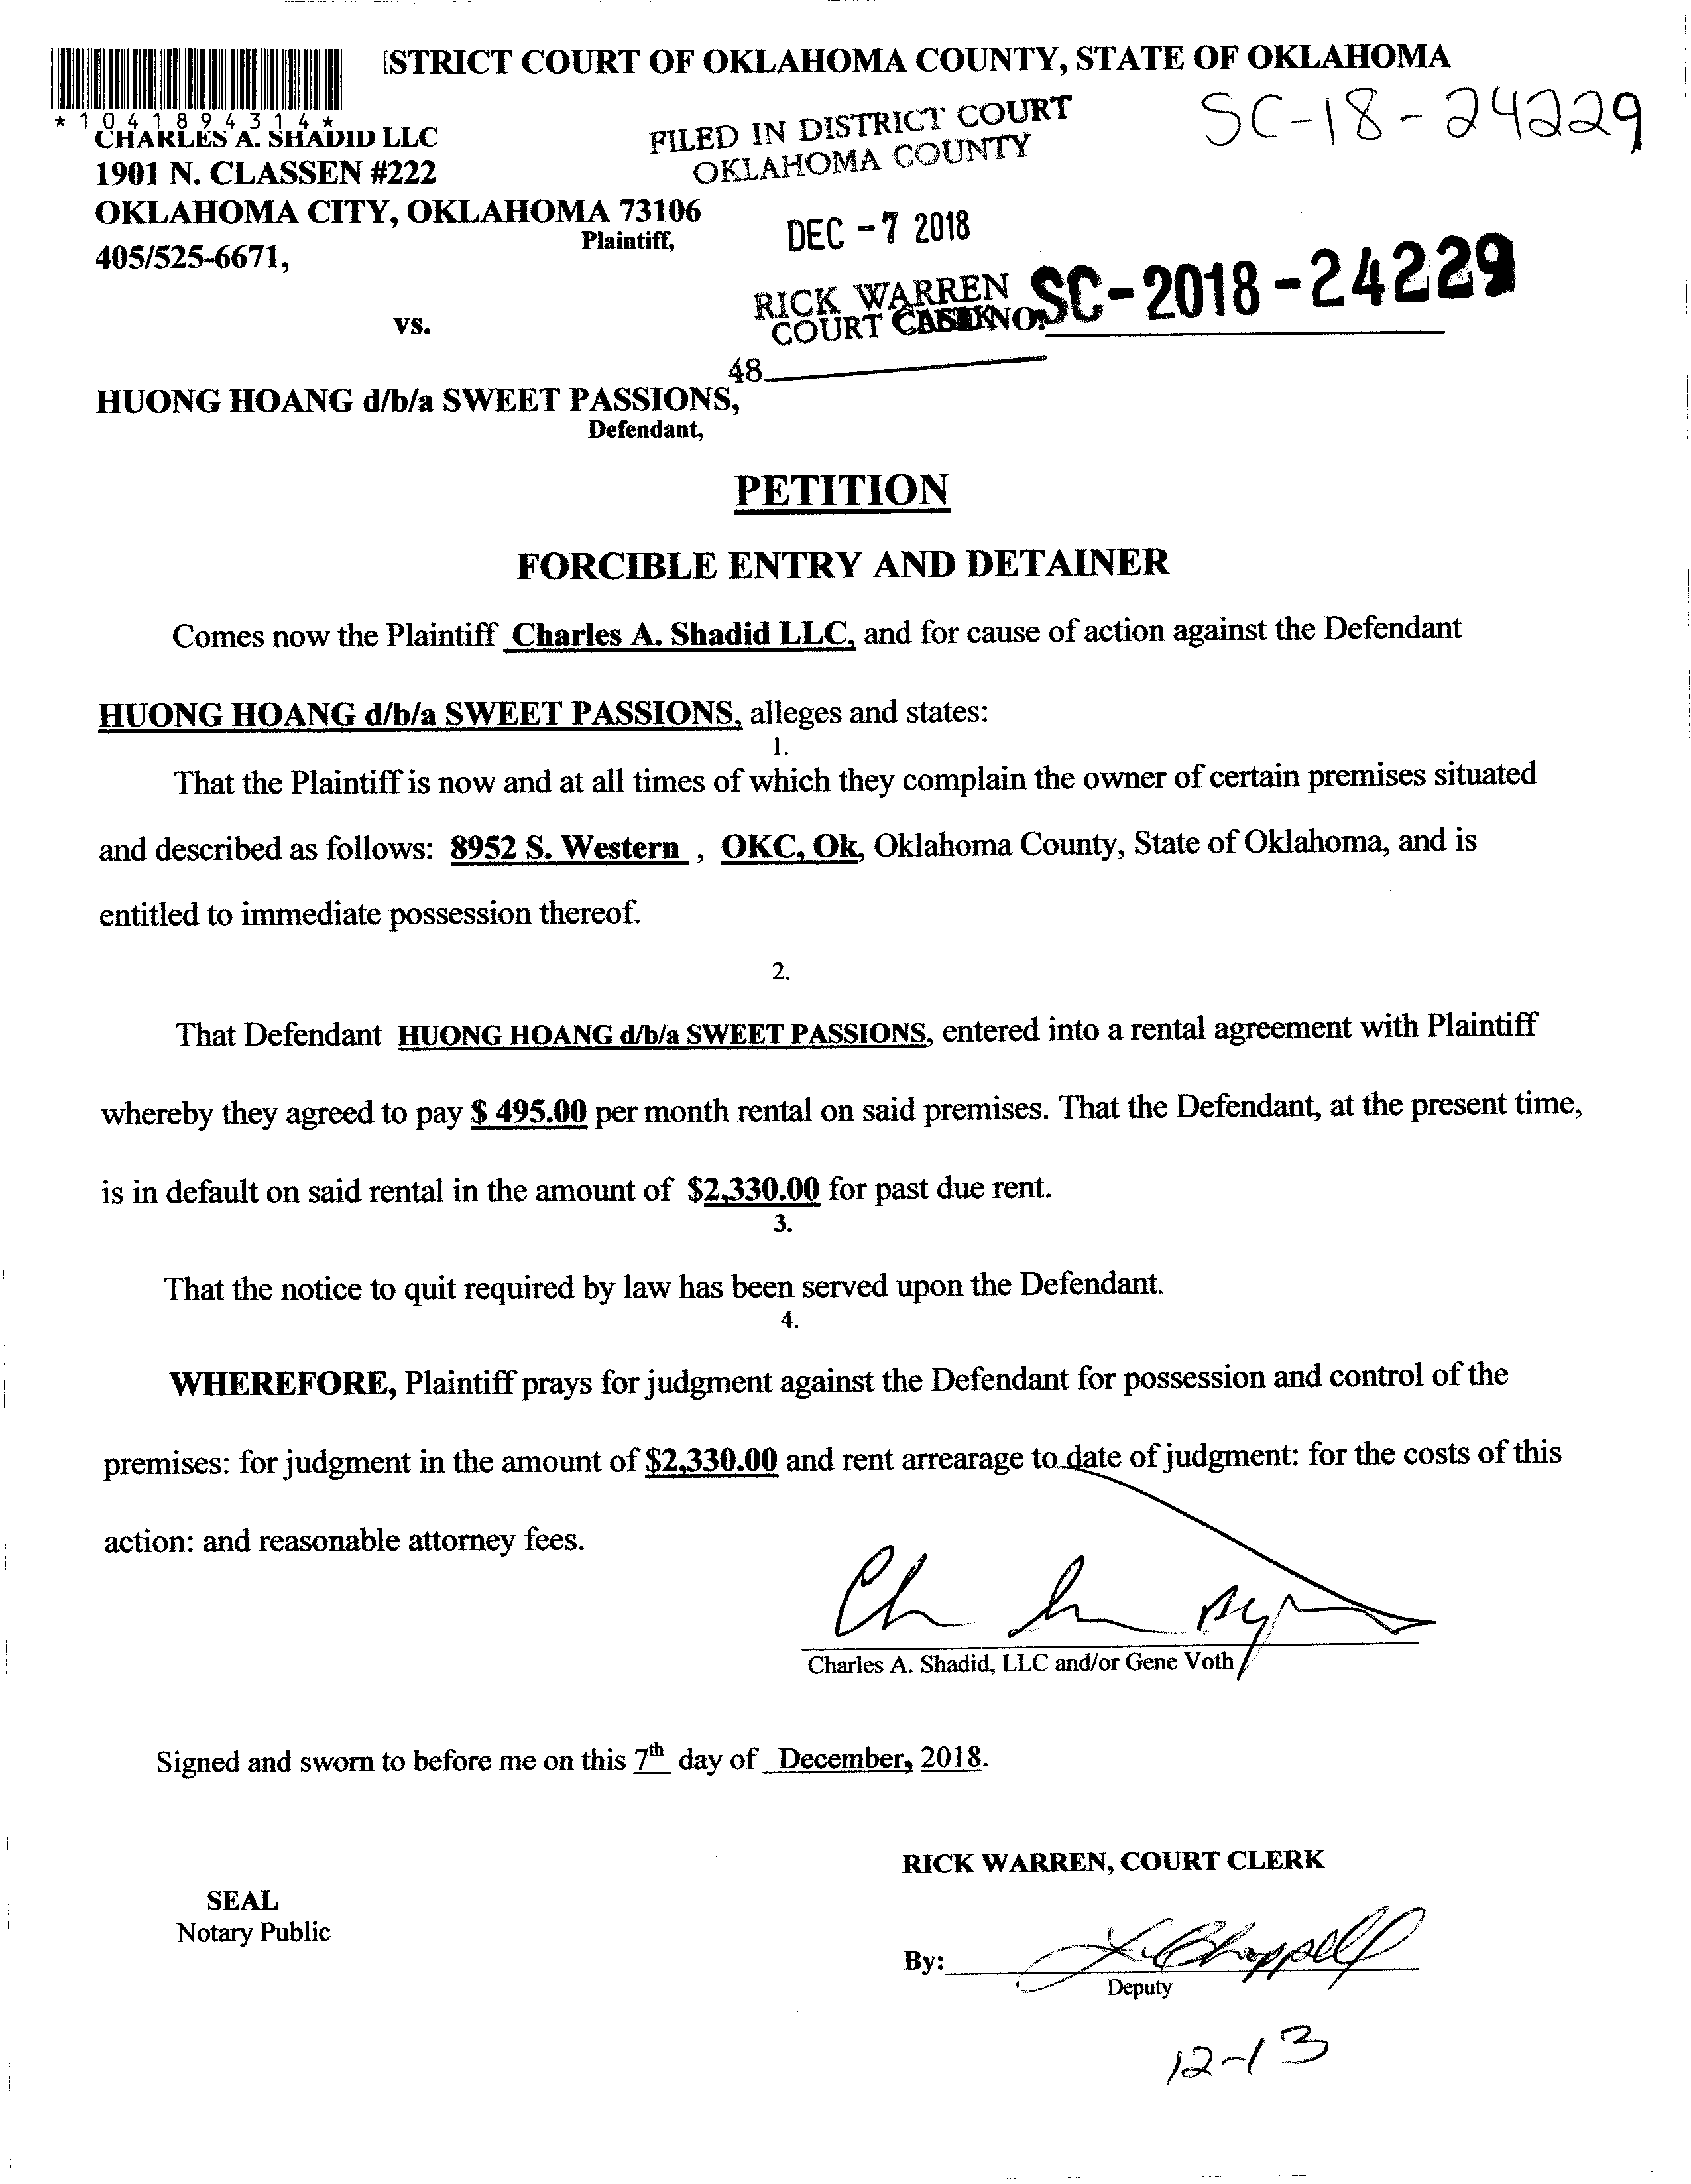 ISTRICT COURT OF OKLAHOMA COUNTY, STATE OF OKLAHOMA
*1041894314*
SC-18-24229
CHARLES A. SHADID LLC
1901 N. CLASSEN #222
OKLAHOMA CITY, OKLAHOMA 73106
Plaintiff,
405/525-6671,
FILED IN DISTRICT COURT
OKLAHOMA COUNTY
DEC -7 2018
RICK WARREN
COURT
CASE NO. SC-2018-24229
48
vs.
HUONG HOANG d/b/a SWEET PASSIONS,
Defendant,
PETITION
FORCIBLE ENTRY AND DETAINER
Comes now the Plaintiff Charles A. Shadid LLC, and for cause of action against the Defendant
HUONG HOANG d/b/a SWEET PASSIONS, alleges and states:
1.
That the Plaintiff is now and at all times of which they complain the owner of certain premises situated
and described as follows: 8952 S. Western , OKC, Ok, Oklahoma County, State of Oklahoma, and is
entitled to immediate possession thereof.
2.
That Defendant HUONG HOANG d/b/a SWEET PASSIONS, entered into a rental agreement with Plaintiff
whereby they agreed to pay $ 495.00 per month rental on said premises. That the Defendant, at the present time,
is in default on said rental in the amount of $2,330.00 for past due rent.
3.
That the notice to quit required by law has been served upon the Defendant.
4.
WHEREFORE, Plaintiff prays for judgment against the Defendant for possession and control of the
premises: for judgment in the amount of $2,330.00 and rent arrearage to date of judgment: for the costs of this
action: and reasonable attorney fees.
Charles A. Shadid, LLC and/or Gene Voth
Signed and sworn to before me on this 7th day of December, 2018.
RICK WARREN, COURT CLERK
SEAL
Notary Public
By: Chappell
Deputy
12-13